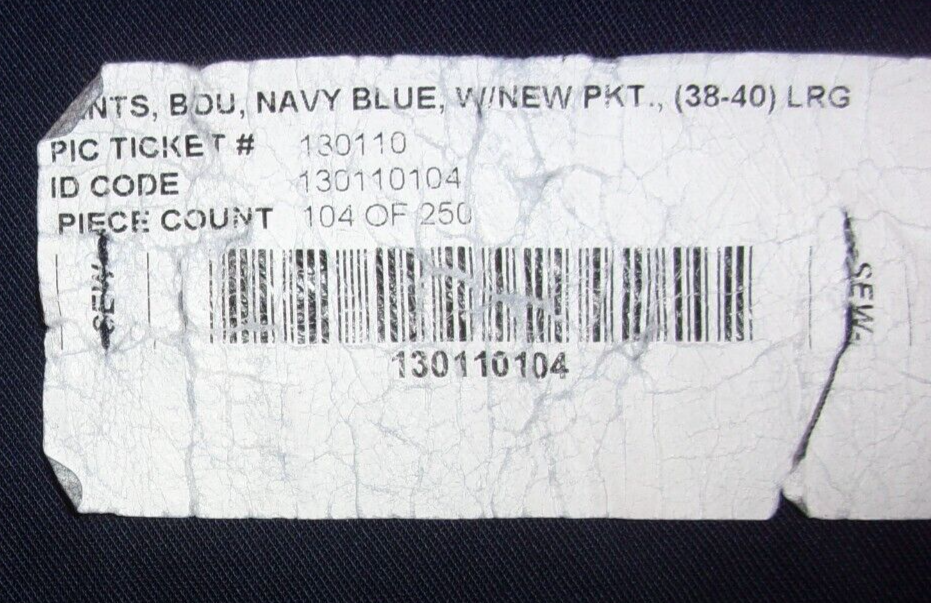 NTS, BDU, NAVY BLUE, W/NEW PKT., (38-40) LRG
PIC TICKET # 130110
ID CODE 130110104
PIECE COUNT 104 OF 250
SEW
SEW
130110104